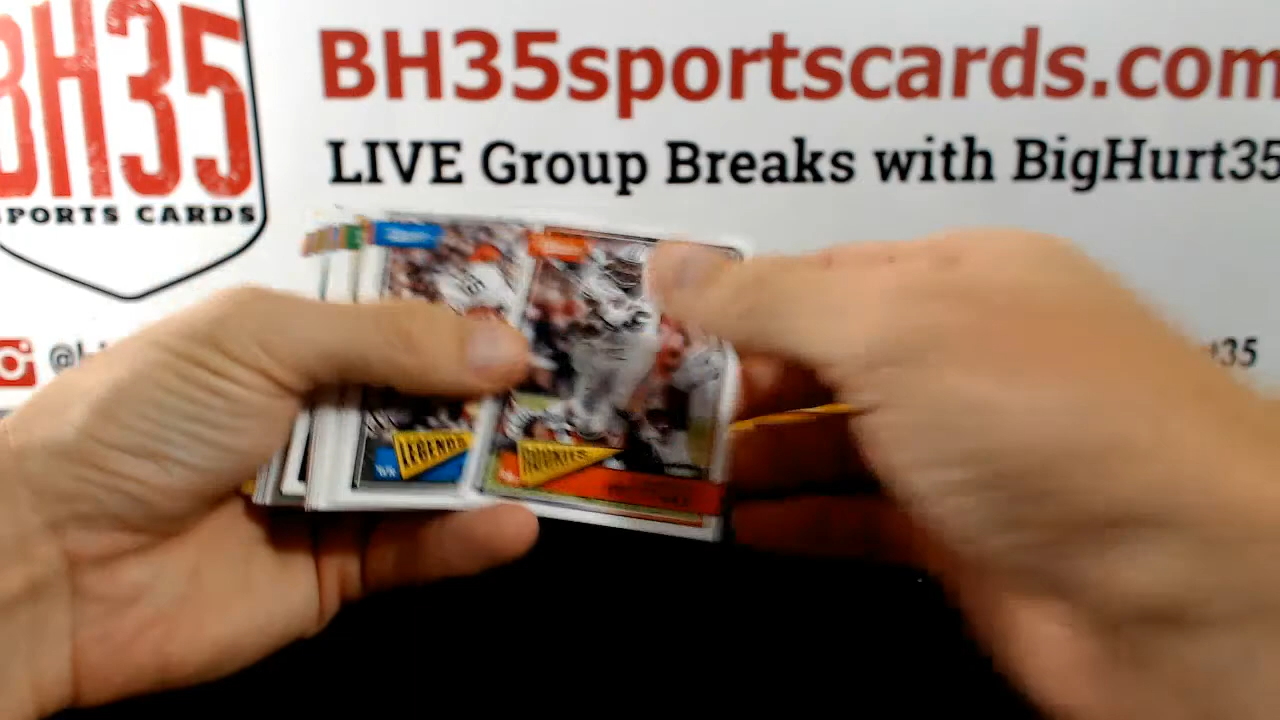 BH35
SPORTS CARDS
BH35sportscards.com
LIVE Group Breaks with BigHurt35
LEGENDS
ROOKIES